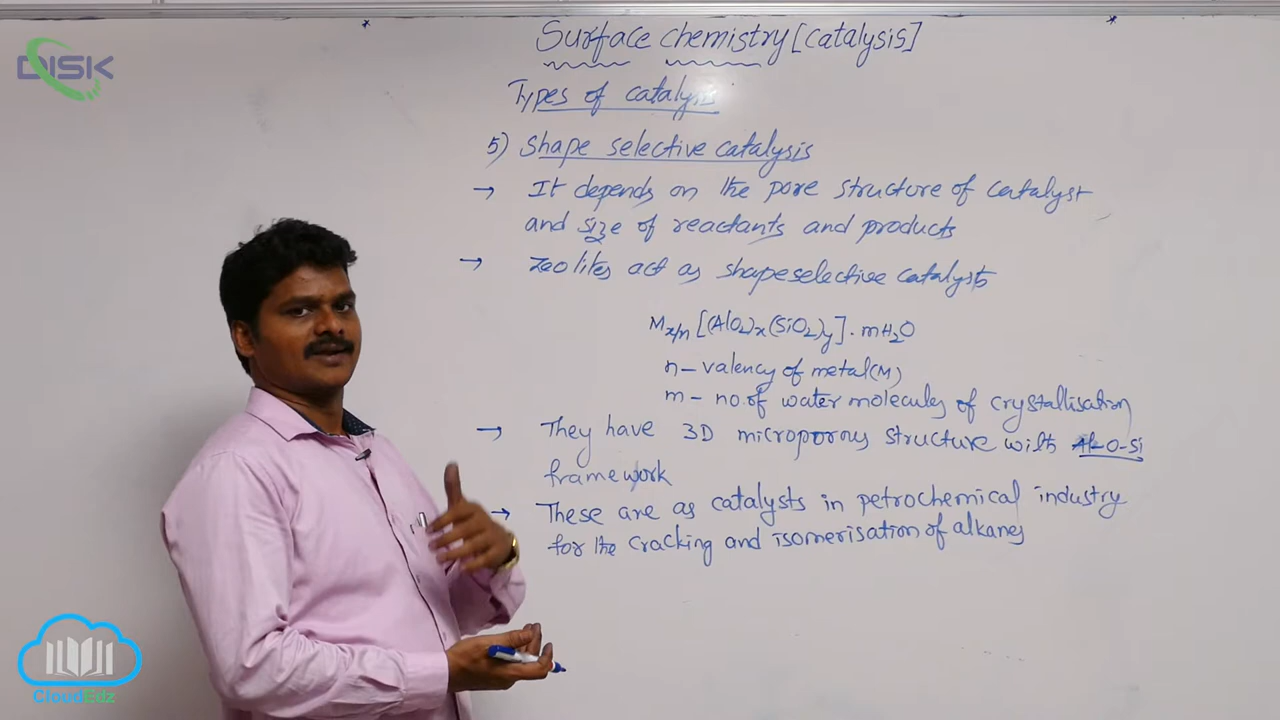 DISK
Surface chemistry [catalysis]
Types of catalysis
5) Shape selective catalysis
→ It depends on the pore structure of catalyst
and size of reactants and products
→ Zeolites act as shapeselective catalysts
Mx/n [(AlO2)x (SiO2)y] . mH2O
n – valency of metal (M)
m – no. of water molecules of crystallisation
→ They have 3D microporous structure with Al-O-Si
framework
→ These are as catalysts in petrochemical industry
for the cracking and isomerisation of alkanes
CloudEdz